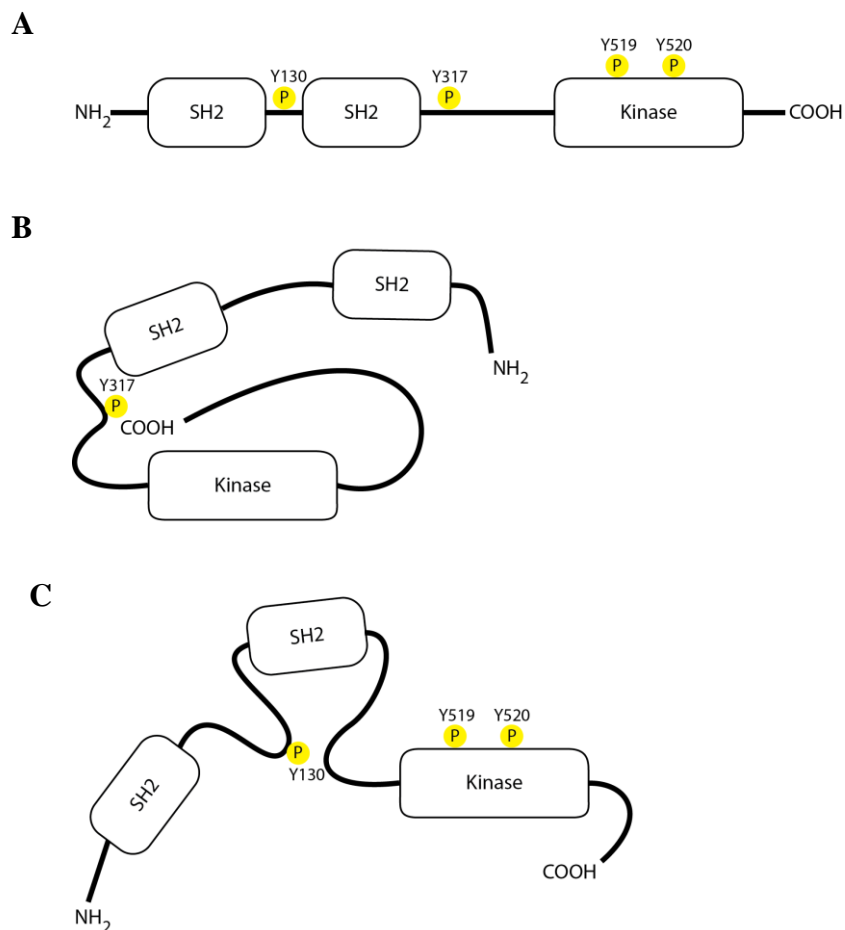 A
Y519 Y520
Y130 Y317 P P
P P
NH2 SH2 SH2 Kinase COOH
B
SH2
SH2
NH2
Y317
P
COOH
Kinase
C
SH2
Y519 Y520
P P
P
Y130 Kinase
SH2
COOH
NH2